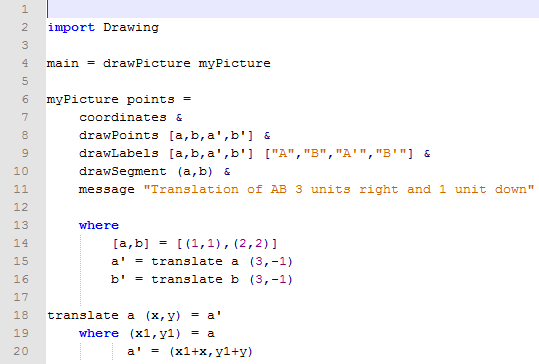 1
2 import Drawing
3
4 main = drawPicture myPicture
5
6 myPicture points =
7     coordinates &
8     drawPoints [a,b,a',b'] &
9     drawLabels [a,b,a',b'] ["A","B","A'","B'"] &
10     drawSegment (a,b) &
11     message "Translation of AB 3 units right and 1 unit down"
12
13     where
14         [a,b] = [(1,1),(2,2)]
15         a' = translate a (3,-1)
16         b' = translate b (3,-1)
17
18 translate a (x,y) = a'
19     where (x1,y1) = a
20           a' = (x1+x,y1+y)